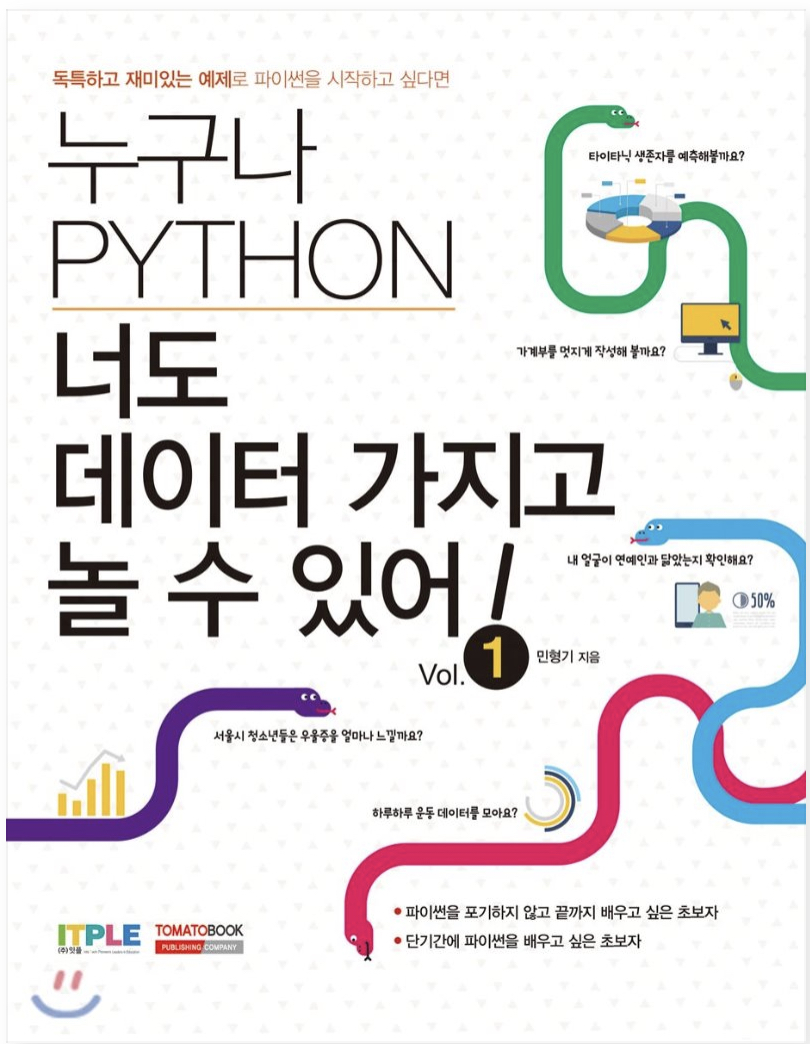 독특하고 재미있는 예제로 파이썬을 시작하고 싶다면
누구나
PYTHON
너도
데이터 가지고
놀 수 있어!
Vol. 1
민형기 지음
타이타닉 생존자를 예측해볼까요?
가계부를 멋지게 작성해 볼까요?
내 얼굴이 연예인과 닮았는지 확인해요?
50%
서울시 청소년들은 우울증을 얼마나 느낄까요?
하루하루 운동 데이터를 모아요?
• 파이썬을 포기하지 않고 끝까지 배우고 싶은 초보자
• 단기간에 파이썬을 배우고 싶은 초보자
ITPLE
(주)잇플
TOMATOBOOK
PUBLISHING COMPANY